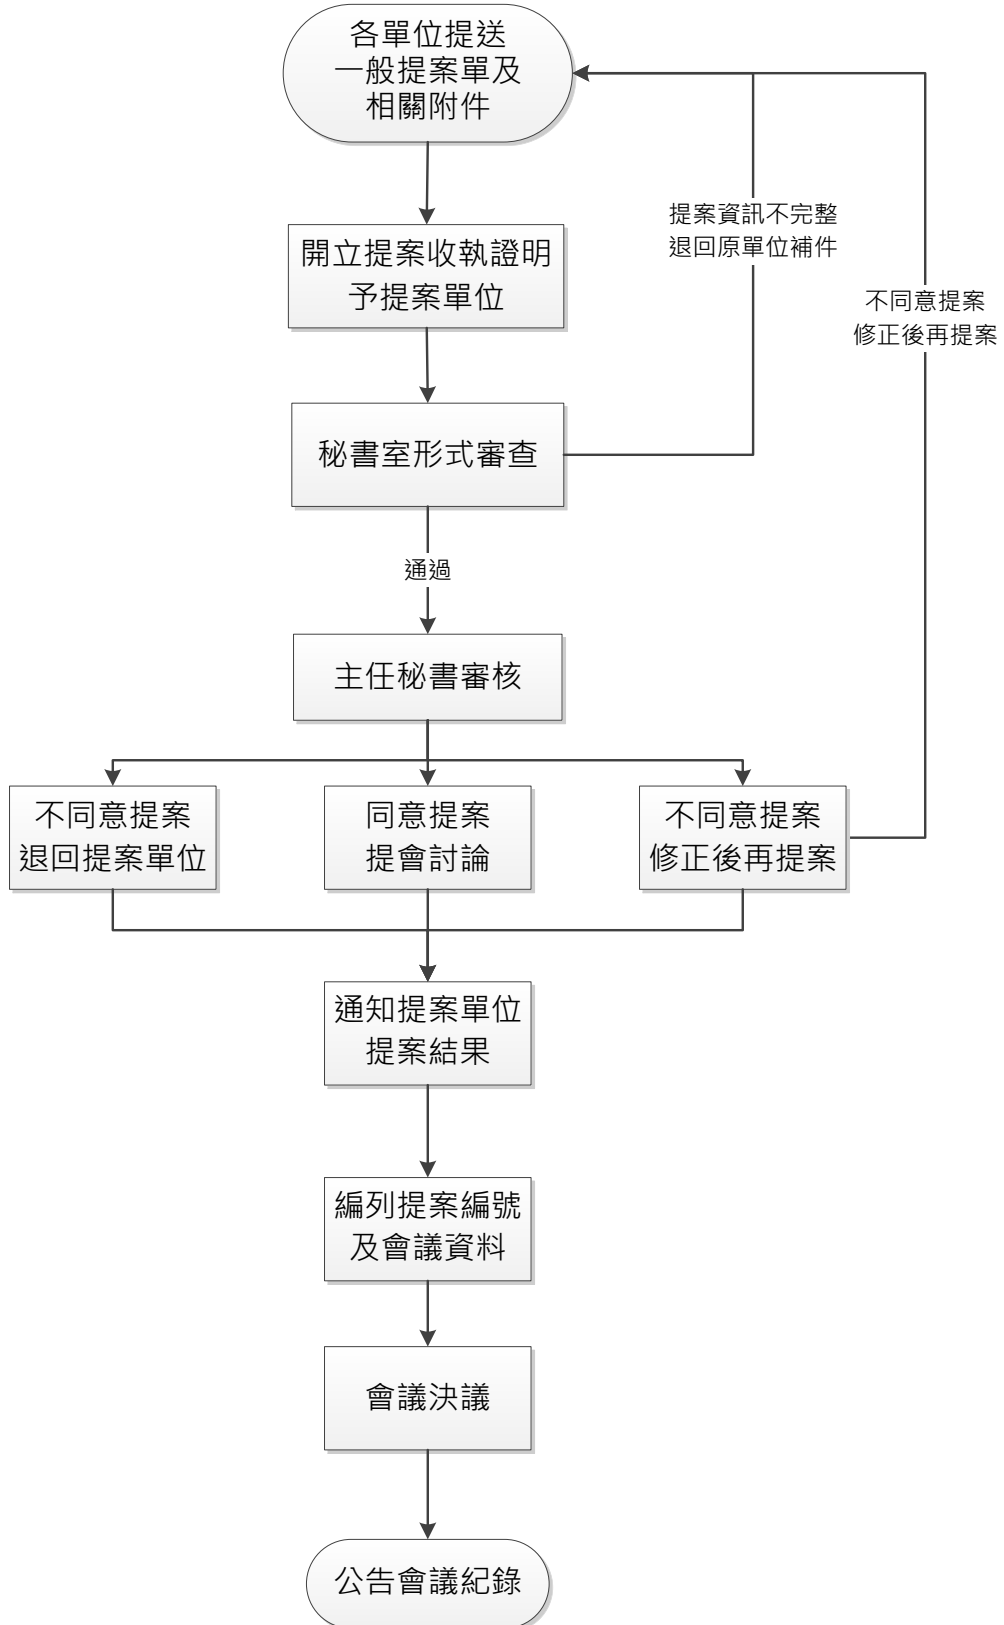 各單位提送
一般提案單及
相關附件
開立提案收執證明
予提案單位
提案資訊不完整
退回原單位補件
不同意提案
修正後再提案
秘書室形式審查
通過
主任秘書審核
不同意提案
退回提案單位
同意提案
提會討論
不同意提案
修正後再提案
通知提案單位
提案結果
編列提案編號
及會議資料
會議決議
公告會議紀錄